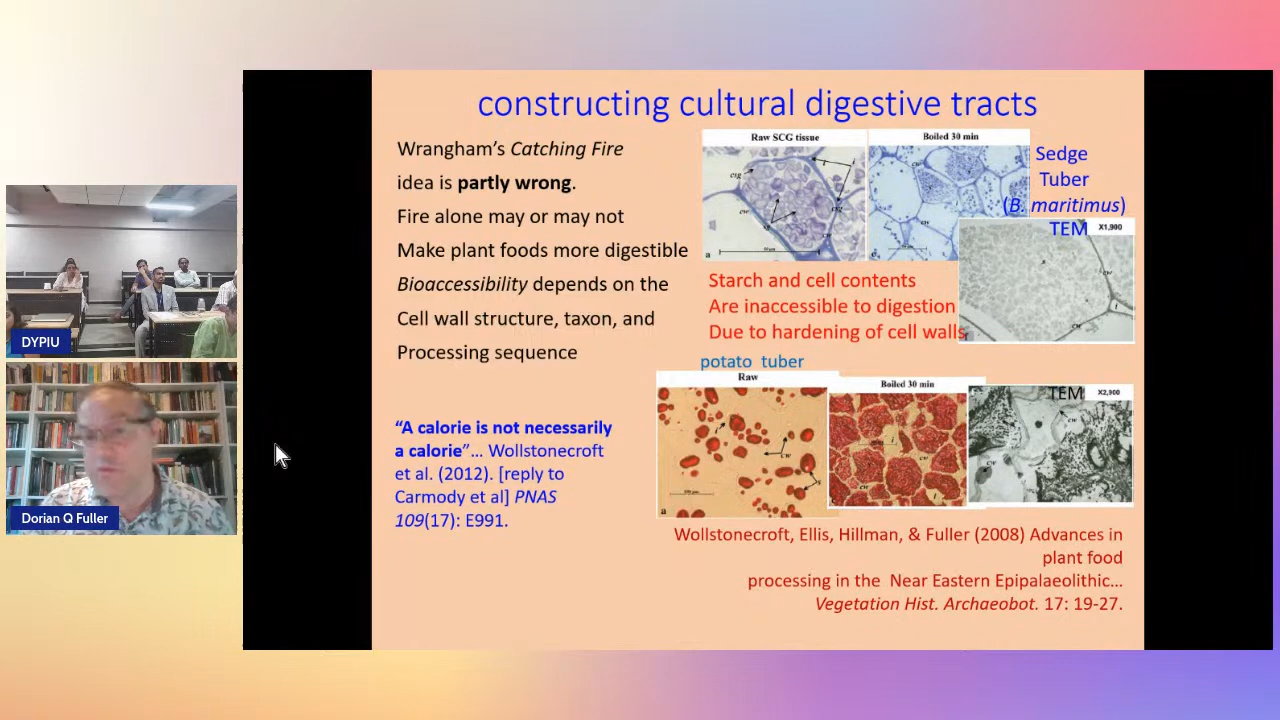 constructing cultural digestive tracts
Wrangham's Catching Fire
idea is partly wrong.
Fire alone may or may not
Make plant foods more digestible
Bioaccessibility depends on the
Cell wall structure, taxon, and
Processing sequence
"A calorie is not necessarily
a calorie"... Wollstonecroft
et al. (2012). [reply to
Carmody et al] PNAS
109(17): E991.
Raw SCG tissue
Boiled 30 min
Sedge
Tuber
(B. maritimus)
TEM
X1,900
Starch and cell contents
Are inaccessible to digestion
Due to hardening of cell walls
potato tuber
Raw
Boiled 30 min
TEM
X2,900
Wollstonecroft, Ellis, Hillman, & Fuller (2008) Advances in
plant food
processing in the Near Eastern Epipalaeolithic...
Vegetation Hist. Archaeobot. 17: 19-27.
DYPIU
Dorian Q Fuller